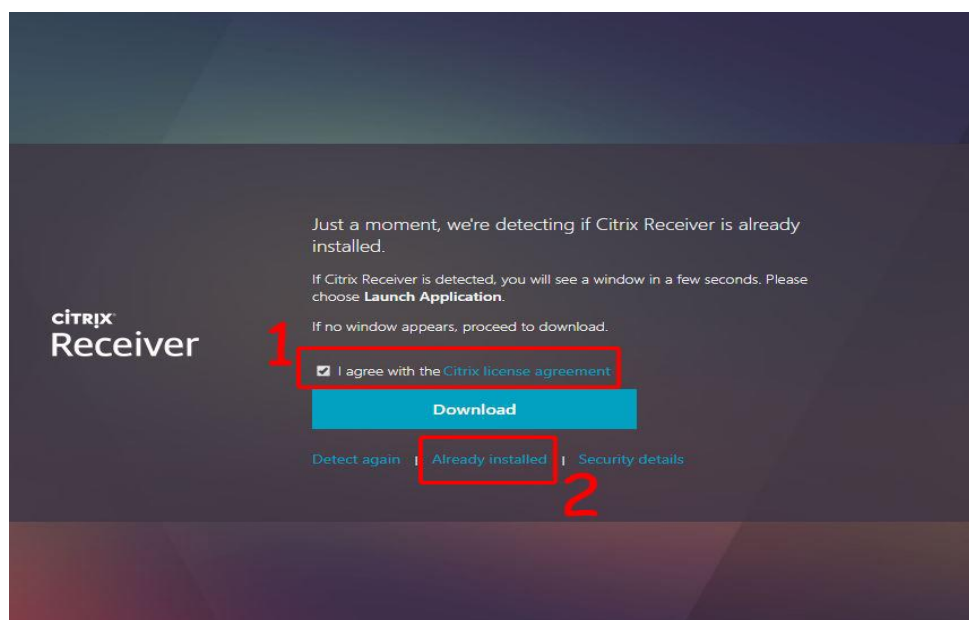 Just a moment, we're detecting if Citrix Receiver is already
installed.
If Citrix Receiver is detected, you will see a window in a few seconds. Please
choose Launch Application.
If no window appears, proceed to download.
CİTRIX
Receiver
1
I agree with the Citrix license agreement
Download
Detect again | Already installed | Security details
2